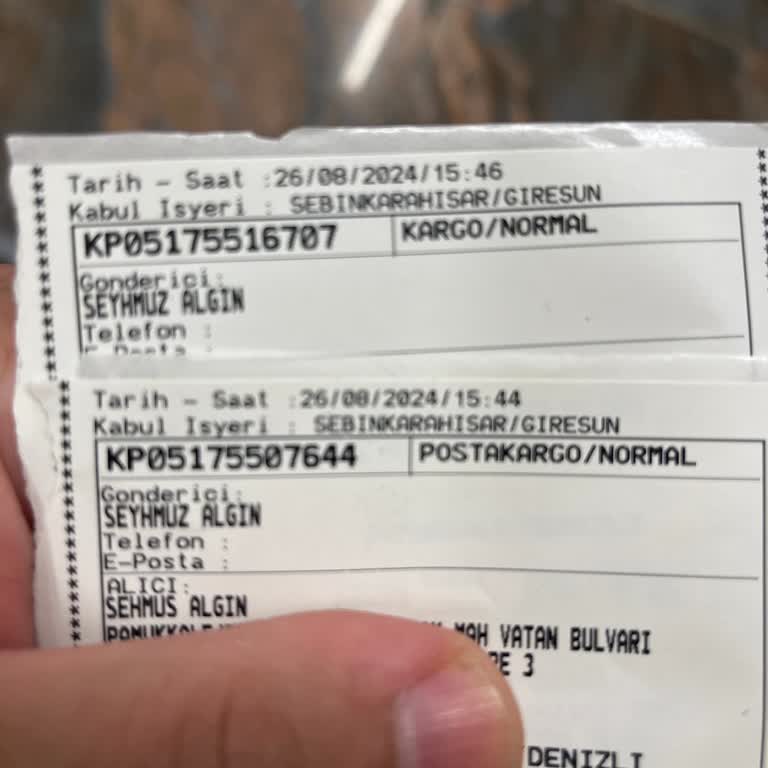 Tarih - Saat :26/08/2024/15:46
Kabul Isyeri : SEBINKARAHISAR/GIRESUN
KP05175516707 KARGO/NORMAL
Gonderici:
SEYHMUZ ALGIN
Telefon :
Tarih - Saat :26/08/2024/15:44
Kabul Isyeri : SEBINKARAHISAR/GIRESUN
KP05175507644 POSTAKARGO/NORMAL
Gonderici:
SEYHMUZ ALGIN
Telefon :
E-Posta :
ALICI:
SEHMUS ALGIN
MAH VATAN BULVARI
3
/DENIZLI